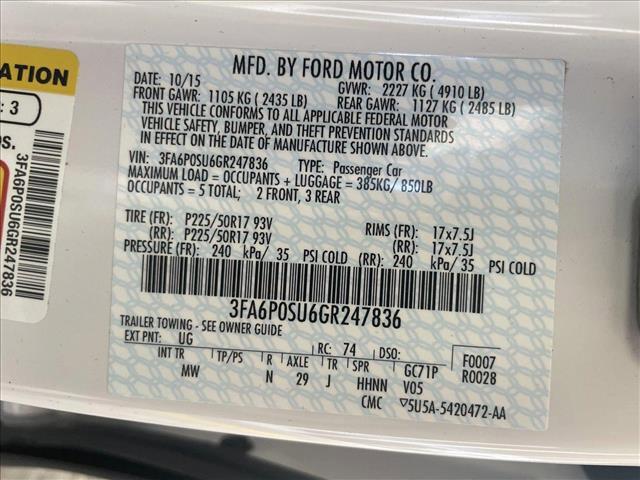 ATION
: 3
OS.
3FA6P0SU6GR247836
MFD. BY FORD MOTOR CO.
DATE: 10/15 GVWR: 2227 KG ( 4910 LB)
FRONT GAWR: 1105 KG ( 2435 LB) REAR GAWR: 1127 KG ( 2485 LB)
THIS VEHICLE CONFORMS TO ALL APPLICABLE FEDERAL MOTOR
VEHICLE SAFETY, BUMPER, AND THEFT PREVENTION STANDARDS
IN EFFECT ON THE DATE OF MANUFACTURE SHOWN ABOVE.
VIN: 3FA6P0SU6GR247836 TYPE: Passenger Car
MAXIMUM LOAD = OCCUPANTS + LUGGAGE = 385KG/ 850LB
OCCUPANTS = 5 TOTAL; 2 FRONT, 3 REAR
TIRE (FR): P225/50R17 93V RIMS (FR): 17x7.5J
(RR): P225/50R17 93V (RR): 17x7.5J
PRESSURE (FR): 240 kPa/ 35 PSI COLD (RR): 240 kPa/ 35 PSI COLD
3FA6P0SU6GR247836
TRAILER TOWING - SEE OWNER GUIDE
EXT PNT: UG RC: 74 DSO: F0007
INT TR TP/PS R AXLE TR SPR GC71P R0028
MW N 29 J HHNN V05
CMC ▽5U5A-5420472-AA